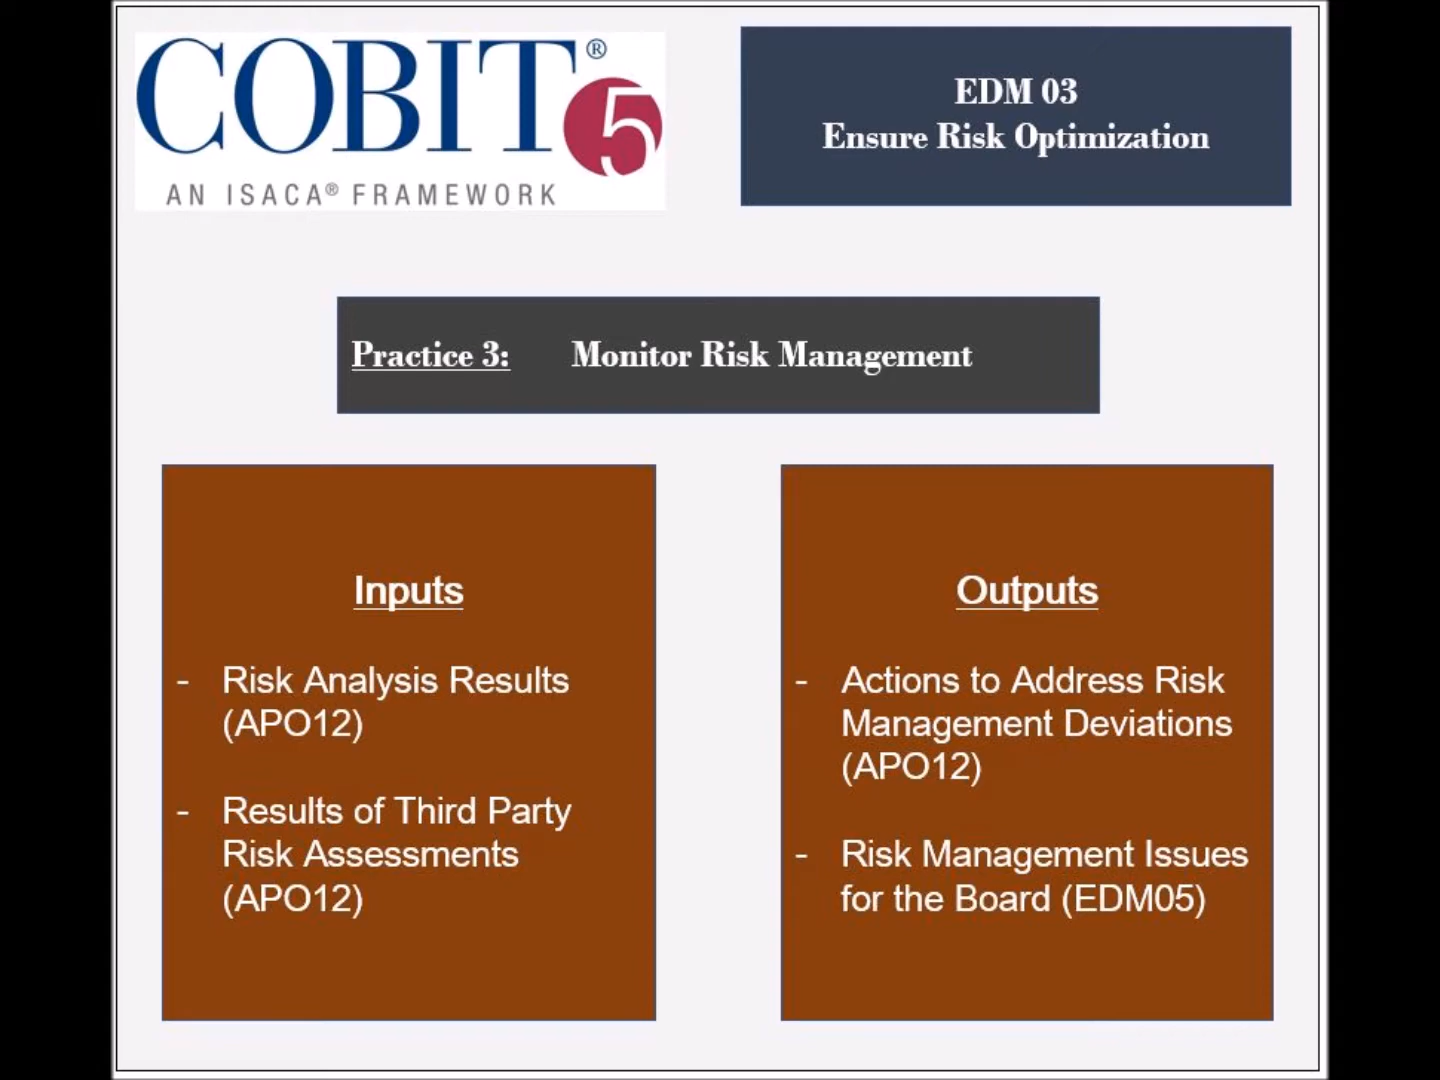 COBIT® 5
AN ISACA® FRAMEWORK
EDM 03
Ensure Risk Optimization
Practice 3: Monitor Risk Management
Inputs
- Risk Analysis Results
(APO12)
- Results of Third Party
Risk Assessments
(APO12)
Outputs
- Actions to Address Risk
Management Deviations
(APO12)
- Risk Management Issues
for the Board (EDM05)